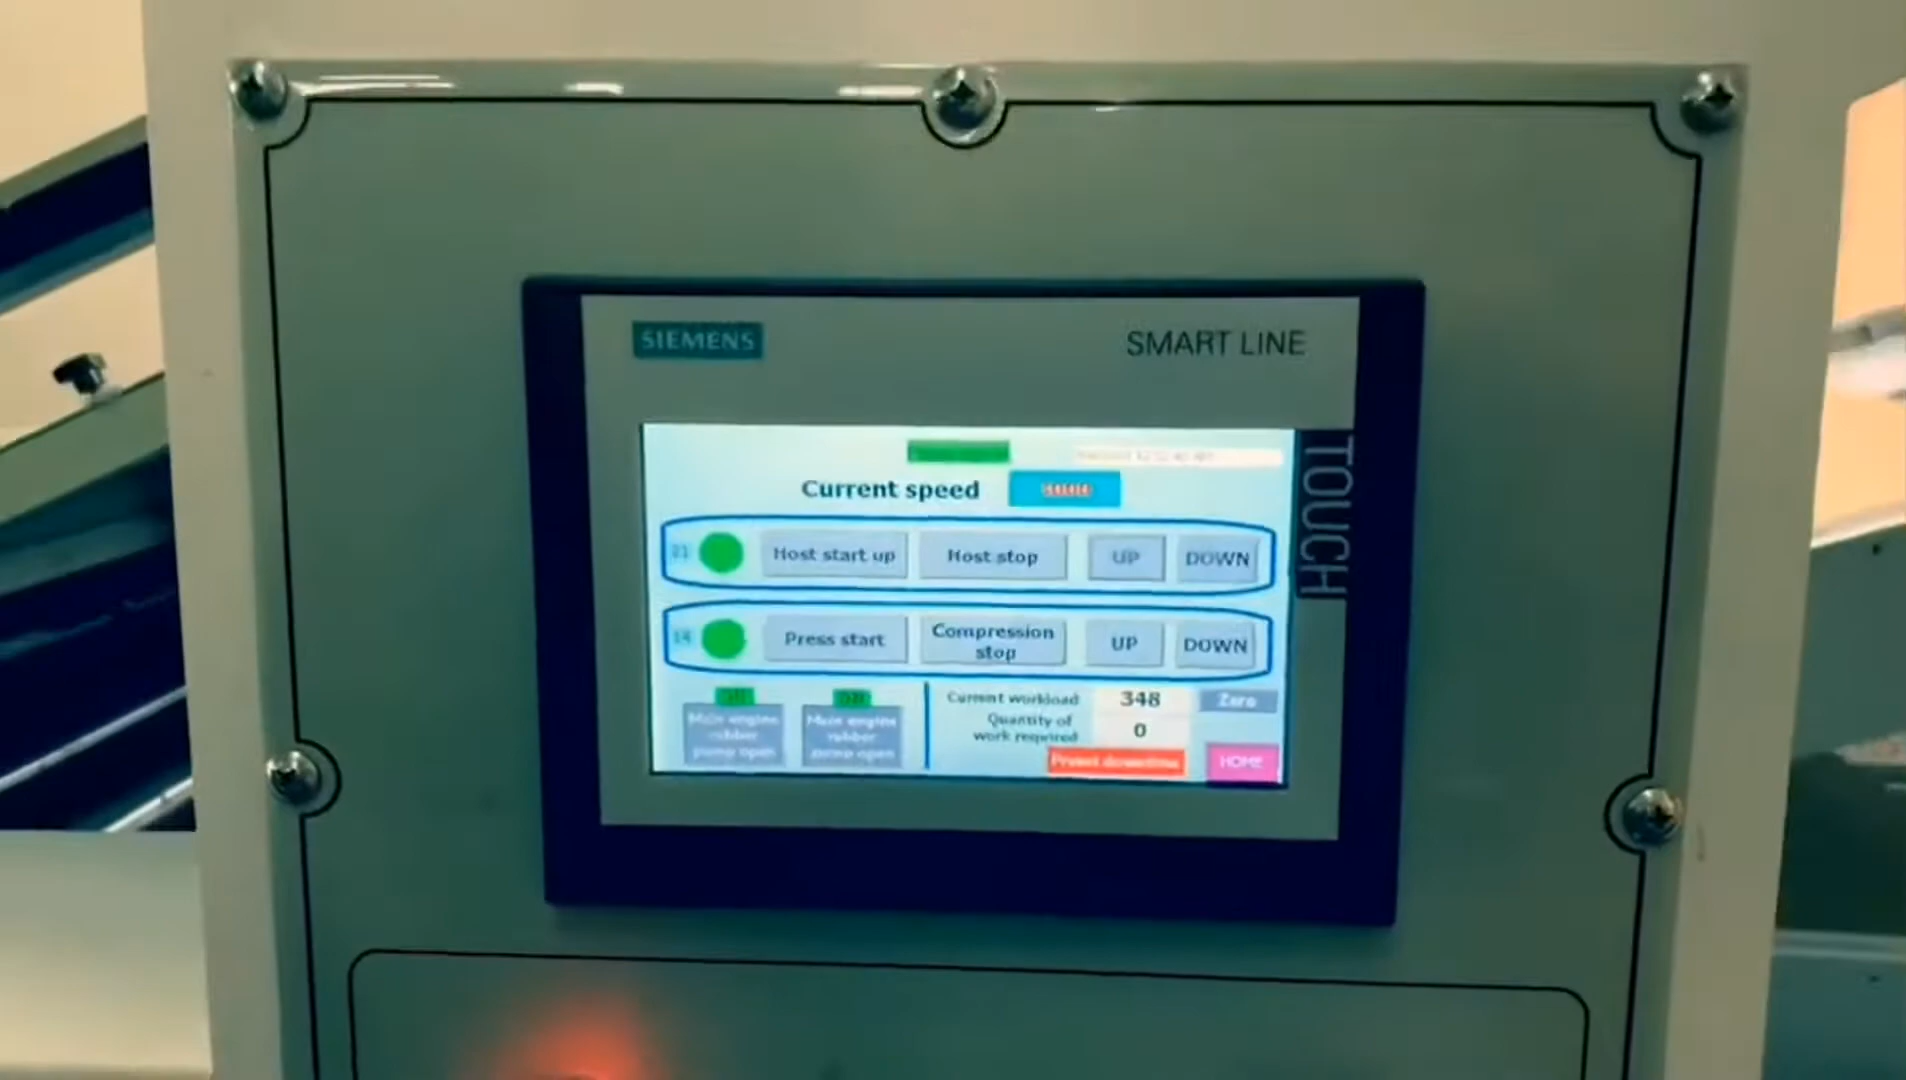 SIEMENS
SMART LINE
TOUCH
Current speed
21 Host start up Host stop UP DOWN
14 Press start Compression stop UP DOWN
Main engine rubber pump open
Main engine rubber pump open
Current workload 348 Zero
Quantity of work required 0
HOME